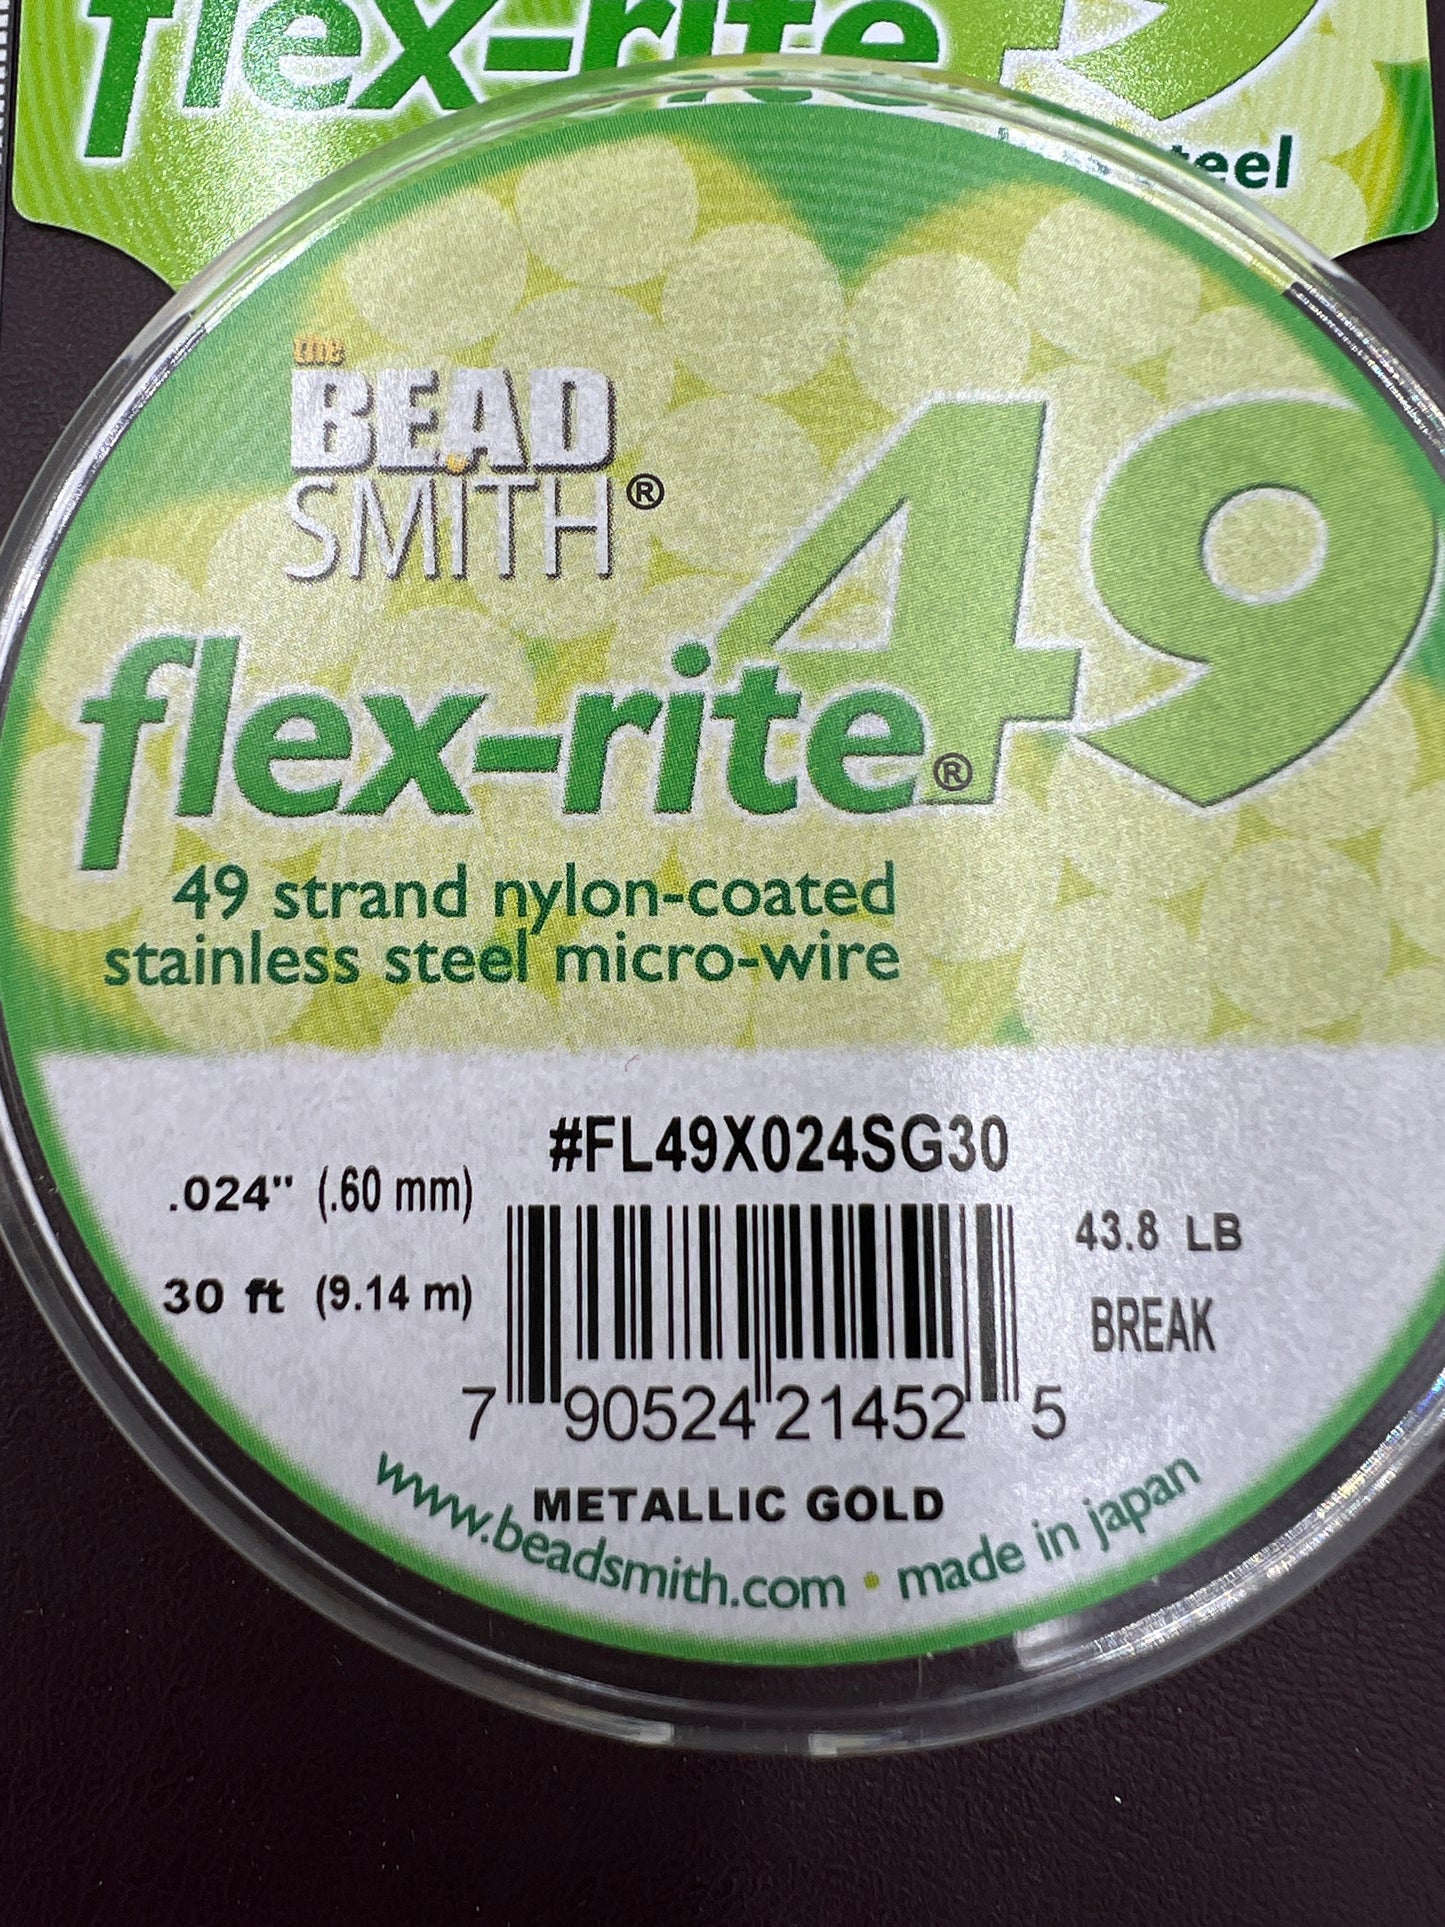 flex-rite 9
steel
the
BEAD
SMITH®
49
flex-rite®
49 strand nylon-coated
stainless steel micro-wire
#FL49X024SG30
.024" (.60 mm)
30 ft (9.14 m)
43.8 LB
BREAK
7 90524 21452 5
METALLIC GOLD
www.beadsmith.com • made in japan